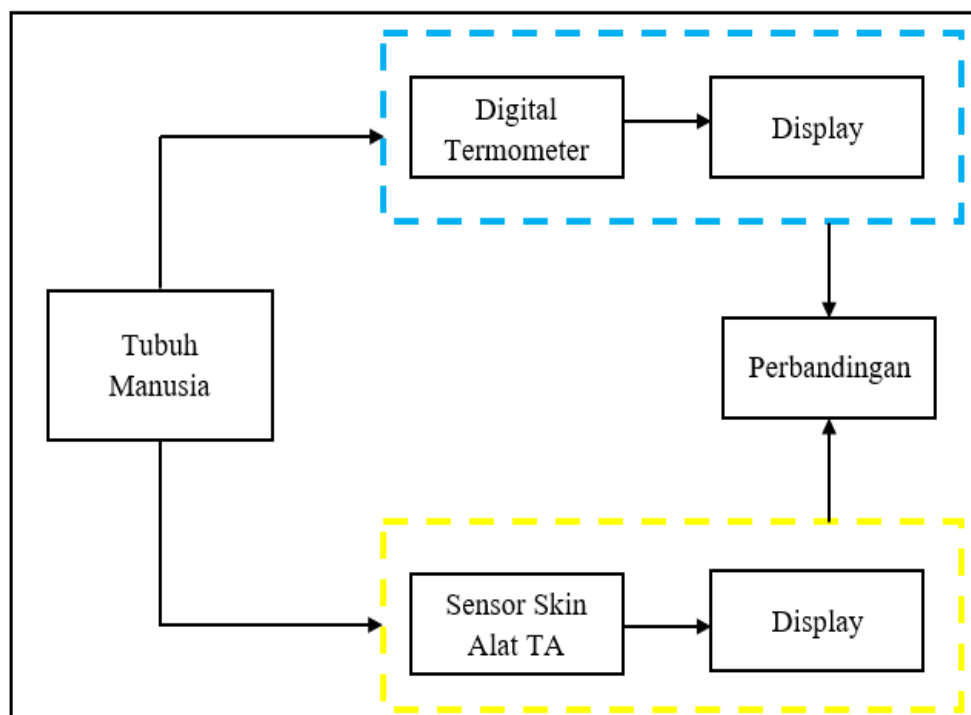 Digital
Termometer
Display
Tubuh
Manusia
Perbandingan
Sensor Skin
Alat TA
Display